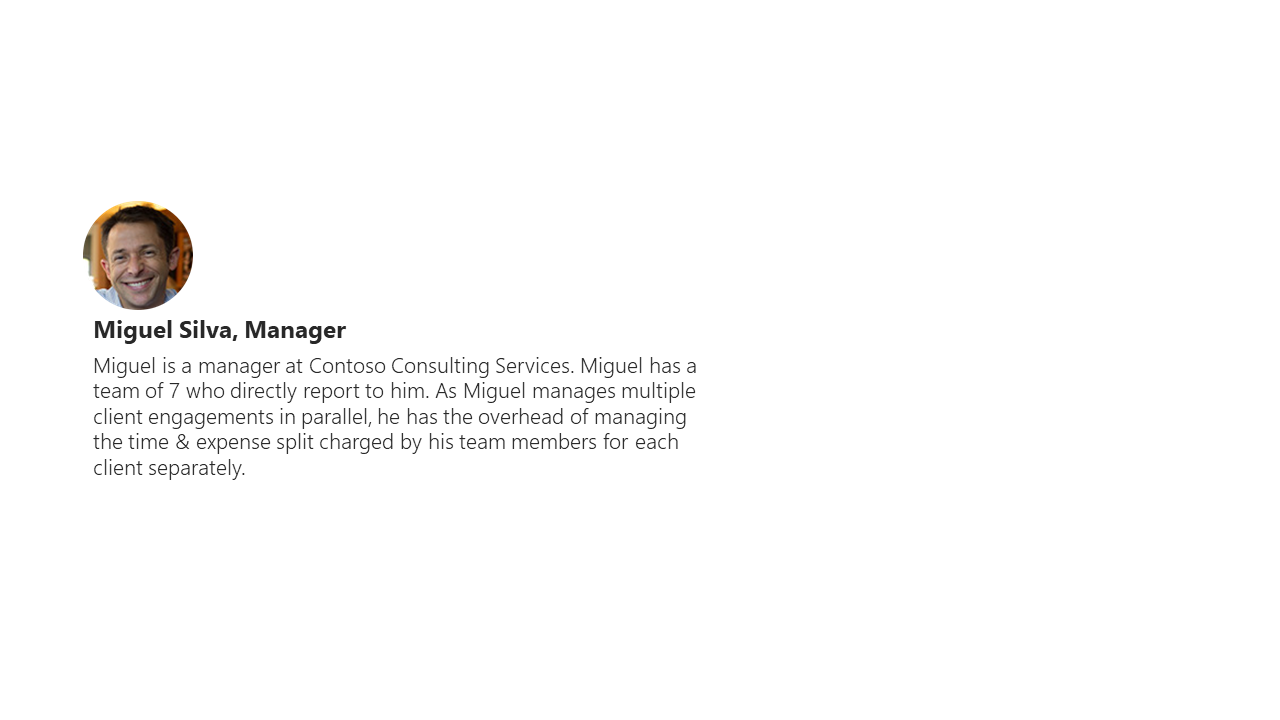 Miguel Silva, Manager
Miguel is a manager at Contoso Consulting Services. Miguel has a
team of 7 who directly report to him. As Miguel manages multiple
client engagements in parallel, he has the overhead of managing
the time & expense split charged by his team members for each
client separately.